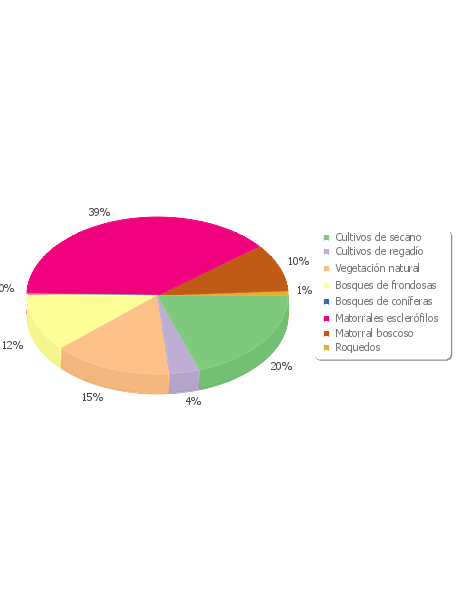 39%
Cultivos de secano
Cultivos de regadío
10%
Vegetación natural
0%
1%
Bosques de frondosas
Bosques de coníferas
Matorrales esclerófilos
Matorral boscoso
12%
Roquedos
20%
15%
4%